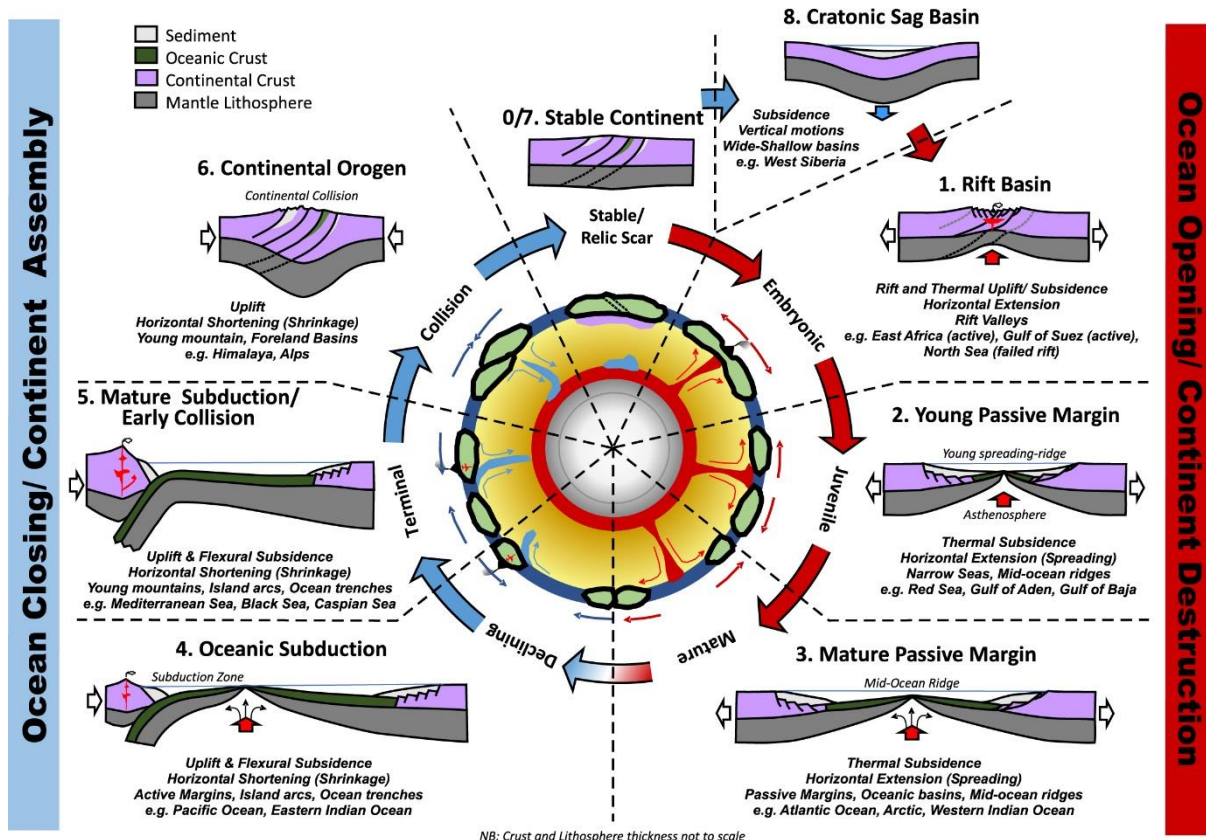 Ocean Closing/ Continent Assembly
Sediment
Oceanic Crust
Continental Crust
Mantle Lithosphere
8. Cratonic Sag Basin
Subsidence
Vertical motions
Wide-Shallow basins
e.g. West Siberia
0/7. Stable Continent
Stable/
Relic Scar
6. Continental Orogen
Continental Collision
Uplift
Horizontal Shortening (Shrinkage)
Young mountain, Foreland Basins
e.g. Himalaya, Alps
Collision
Embryonic
1. Rift Basin
Rift and Thermal Uplift/ Subsidence
Horizontal Extension
Rift Valleys
e.g. East Africa (active), Gulf of Suez (active),
North Sea (failed rift)
5. Mature Subduction/
Early Collision
Uplift & Flexural Subsidence
Horizontal Shortening (Shrinkage)
Young mountains, Island arcs, Ocean trenches
e.g. Mediterranean Sea, Black Sea, Caspian Sea
Terminal
Juvenile
2. Young Passive Margin
Young spreading-ridge
Asthenosphere
Thermal Subsidence
Horizontal Extension (Spreading)
Narrow Seas, Mid-ocean ridges
e.g. Red Sea, Gulf of Aden, Gulf of Baja
4. Oceanic Subduction
Subduction Zone
Uplift & Flexural Subsidence
Horizontal Shortening (Shrinkage)
Active Margins, Island arcs, Ocean trenches
e.g. Pacific Ocean, Eastern Indian Ocean
Declining
Mature
3. Mature Passive Margin
Mid-Ocean Ridge
Thermal Subsidence
Horizontal Extension (Spreading)
Passive Margins, Oceanic basins, Mid-ocean ridges
e.g. Atlantic Ocean, Arctic, Western Indian Ocean
NB: Crust and Lithosphere thickness not to scale
Ocean Opening/ Continent Destruction